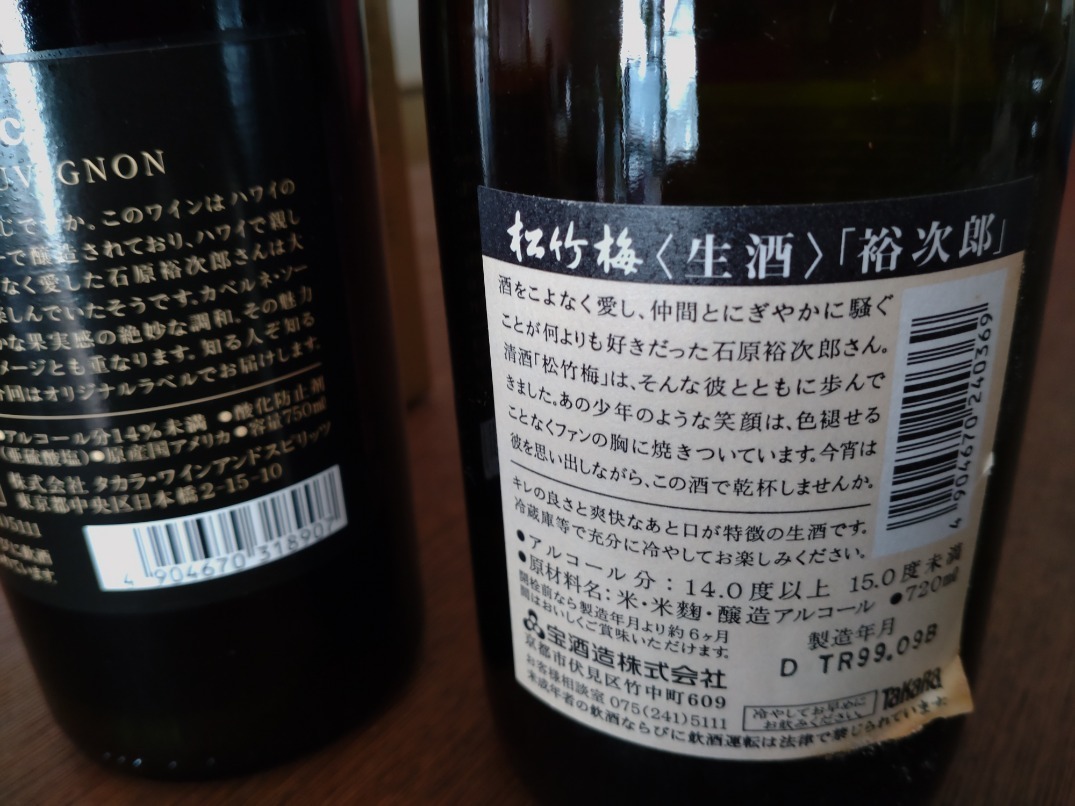 UVIGNON
じですか。このワインはハワイの
で醸造されており、ハワイで親し
なく愛した石原裕次郎さんは大
楽しんでいたそうです。カベルネ・ソー
かな果実感の絶妙な調和。その魅力
メージとも重なります。知る人ぞ知る
今回はオリジナルラベルでお届けします。
●アルコール分14%未満 ●酸化防止剤
(亜硫酸塩)●原産国アメリカ●容量750ml
株式会社 タカラ・ワインアンドスピリッツ
東京都中央区日本橋2-15-10
4 904670 318907
松竹梅〈生酒〉「裕次郎」
酒をこよなく愛し、仲間とにぎやかに騒ぐ
ことが何よりも好きだった石原裕次郎さん。
清酒「松竹梅」は、そんな彼とともに歩んで
きました。あの少年のような笑顔は、色褪せる
ことなくファンの胸に焼きついています。今宵は
彼を思い出しながら、この酒で乾杯しませんか。
キレの良さと爽快なあと口が特徴の生酒です。
冷蔵庫等で充分に冷やしてお楽しみください。
●アルコール分：14.0度以上 15.0度未満
●原材料名：米・米麹・醸造アルコール ●720ml
開栓前なら製造年月より約6ヶ月
間はおいしくご賞味いただけます。
製造年月
D TR99.09B
宝酒造株式会社
京都市伏見区竹中町609
お客様相談室 075(241)5111
冷やしてお早めに
お飲みください。
TaKaRa
未成年者の飲酒ならびに飲酒運転は法律で禁じられています。
4 904670 240369